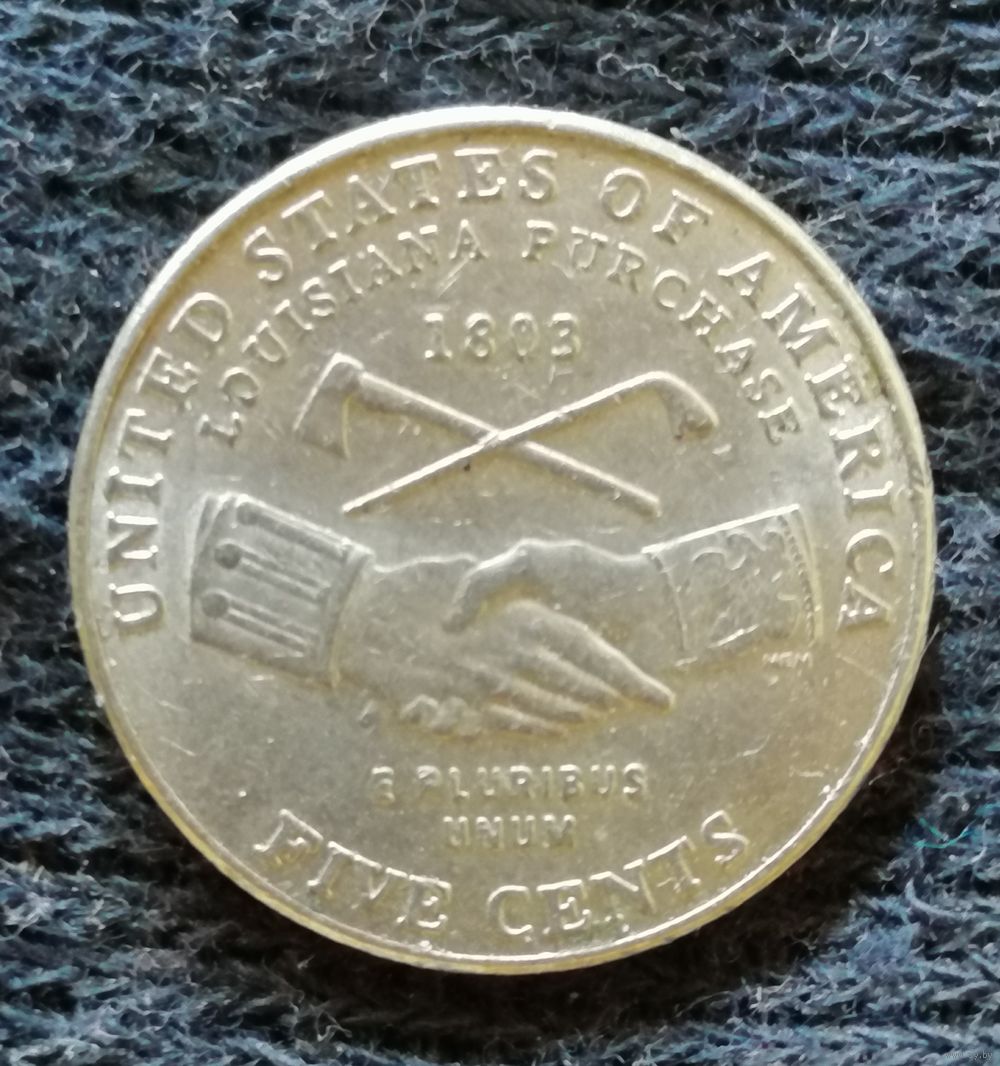 UNITED STATES OF AMERICA
LOUISIANA PURCHASE
1803
E PLURIBUS
UNUM
FIVE CENTS